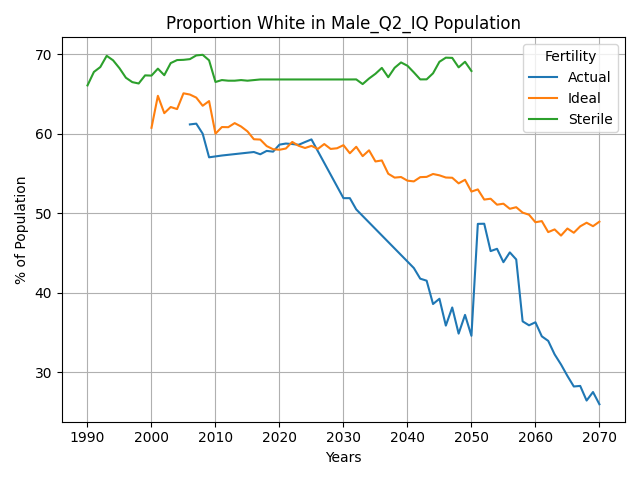 Proportion White in Male_Q2_IQ Population
Fertility
Actual
Ideal
Sterile
% of Population
70
60
50
40
30
1990 2000 2010 2020 2030 2040 2050 2060 2070
Years